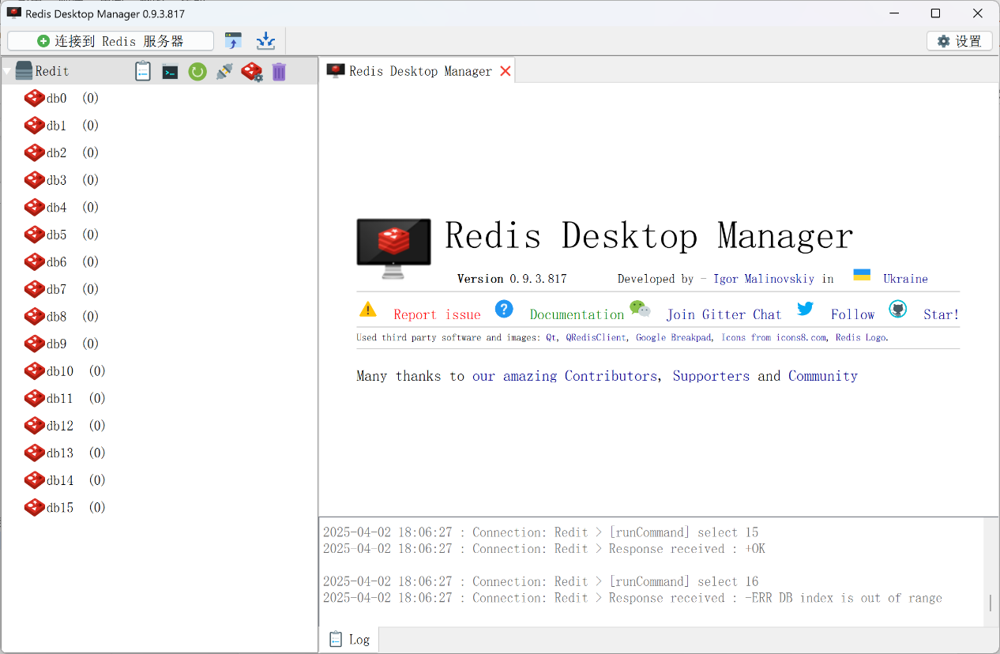 Redis Desktop Manager 0.9.3.817
连接到 Redis 服务器
设置
Redit
db0 (0)
db1 (0)
db2 (0)
db3 (0)
db4 (0)
db5 (0)
db6 (0)
db7 (0)
db8 (0)
db9 (0)
db10 (0)
db11 (0)
db12 (0)
db13 (0)
db14 (0)
db15 (0)
Redis Desktop Manager
Redis Desktop Manager
Version 0.9.3.817 Developed by - Igor Malinovskiy in Ukraine
Report issue Documentation Join Gitter Chat Follow Star!
Used third party software and images: Qt, QRedisClient, Google Breakpad, Icons from icons8.com, Redis Logo.
Many thanks to our amazing Contributors, Supporters and Community
2025-04-02 18:06:27 : Connection: Redit > [runCommand] select 15
2025-04-02 18:06:27 : Connection: Redit > Response received : +OK
2025-04-02 18:06:27 : Connection: Redit > [runCommand] select 16
2025-04-02 18:06:27 : Connection: Redit > Response received : -ERR DB index is out of range
Log